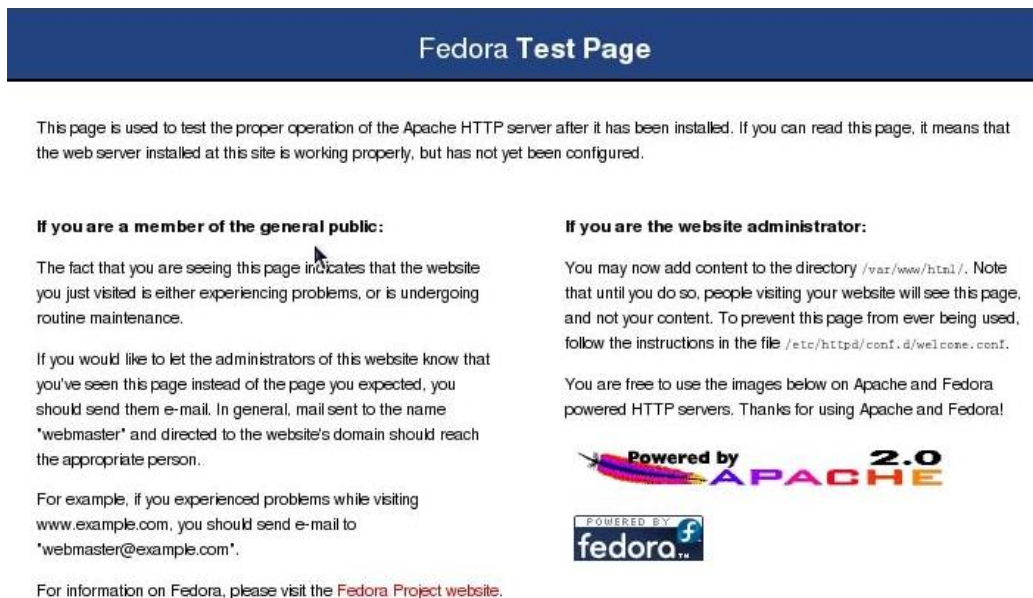 Fedora Test Page
This page is used to test the proper operation of the Apache HTTP server after it has been installed. If you can read this page, it means that
the web server installed at this site is working properly, but has not yet been configured.
If you are a member of the general public:
The fact that you are seeing this page indicates that the website
you just visited is either experiencing problems, or is undergoing
routine maintenance.
If you would like to let the administrators of this website know that
you've seen this page instead of the page you expected, you
should send them e-mail. In general, mail sent to the name
"webmaster" and directed to the website's domain should reach
the appropriate person.
For example, if you experienced problems while visiting
www.example.com, you should send e-mail to
"webmaster@example.com".
For information on Fedora, please visit the Fedora Project website.
If you are the website administrator:
You may now add content to the directory /var/www/html/. Note
that until you do so, people visiting your website will see this page,
and not your content. To prevent this page from ever being used,
follow the instructions in the file /etc/httpd/conf.d/welcome.conf.
You are free to use the images below on Apache and Fedora
powered HTTP servers. Thanks for using Apache and Fedora!
Powered by 2.0
APACHE
POWERED BY
fedora™